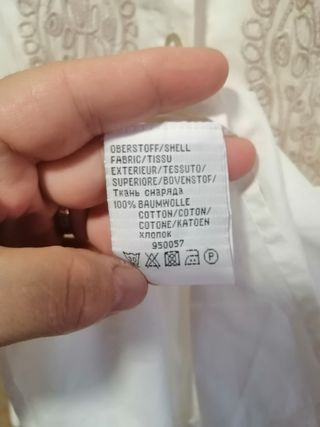 OBERSTOFF/SHELL
FABRIC/TISSU
EXTERIEUR/TESSUTO/
SUPERIORE/BOVENSTOF/
Ткань снаряда
100% BAUMWOLLE
COTTON/COTON/
COTONE/KATOEN
хлопок
950057
P